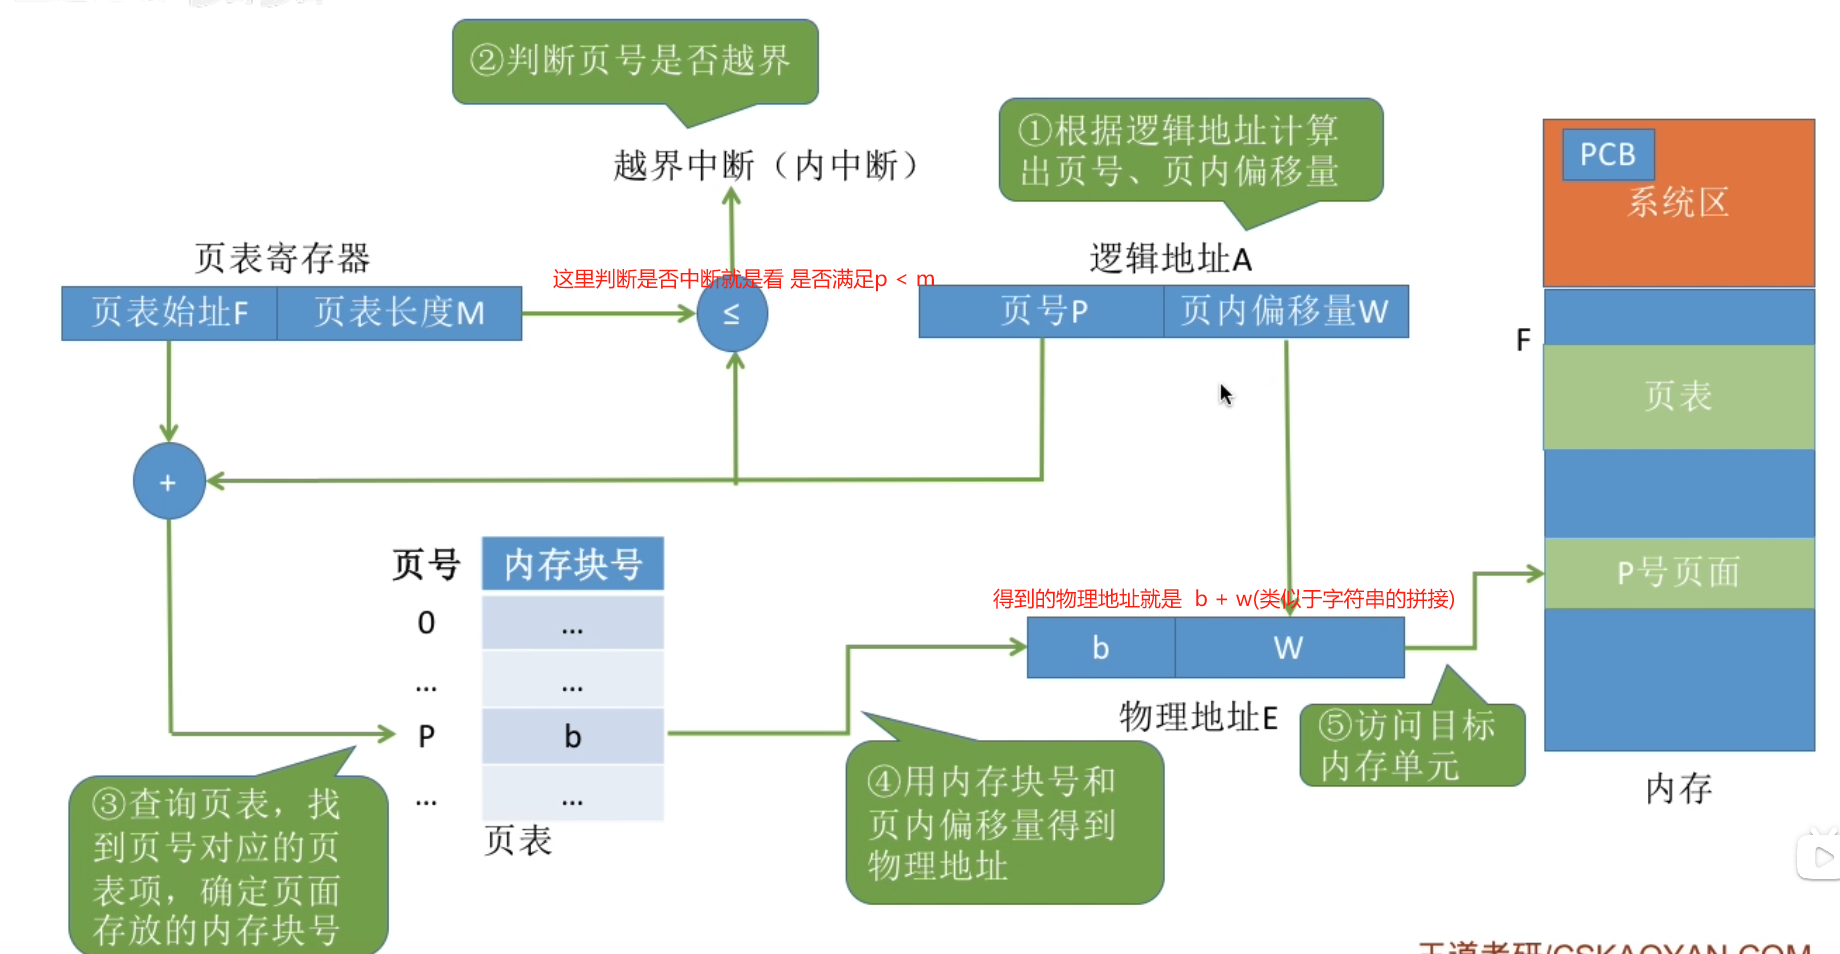 ②判断页号是否越界
①根据逻辑地址计算
出页号、页内偏移量
越界中断（内中断）
PCB
系统区
页表寄存器
这里判断是否中断就是看 是否满足p < m
逻辑地址A
页表始址F
页表长度M
≤
页号P
页内偏移量W
F
页表
+
页号
内存块号
P号页面
得到的物理地址就是 b + w(类似于字符串的拼接)
0
...
b
W
...
...
物理地址E
⑤访问目标
内存单元
P
b
④用内存块号和
页内偏移量得到
物理地址
内存
③查询页表，找
到页号对应的页
表项，确定页面
存放的内存块号
...
...
页表
王道考研/CSKAOYAN.COM